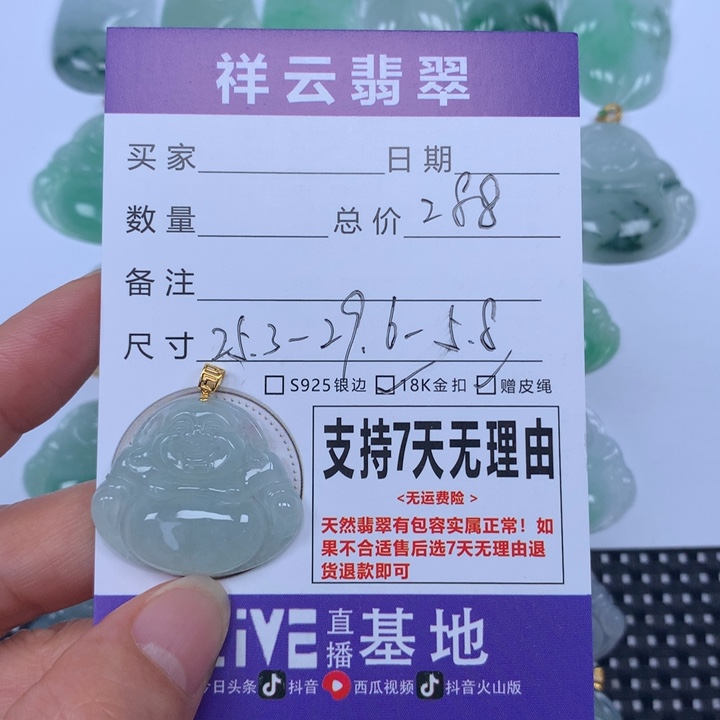 祥云翡翠
买家 日期
数量 总价 288
备注
尺寸 25.3-29.6-5.8
S925银边 18K金扣 赠皮绳
支持7天无理由
<无运费险>
天然翡翠有包容实属正常！如
果不合适售后选7天无理由退
货退款即可
LIVE 直播 基地
今日头条 抖音 西瓜视频 抖音火山版